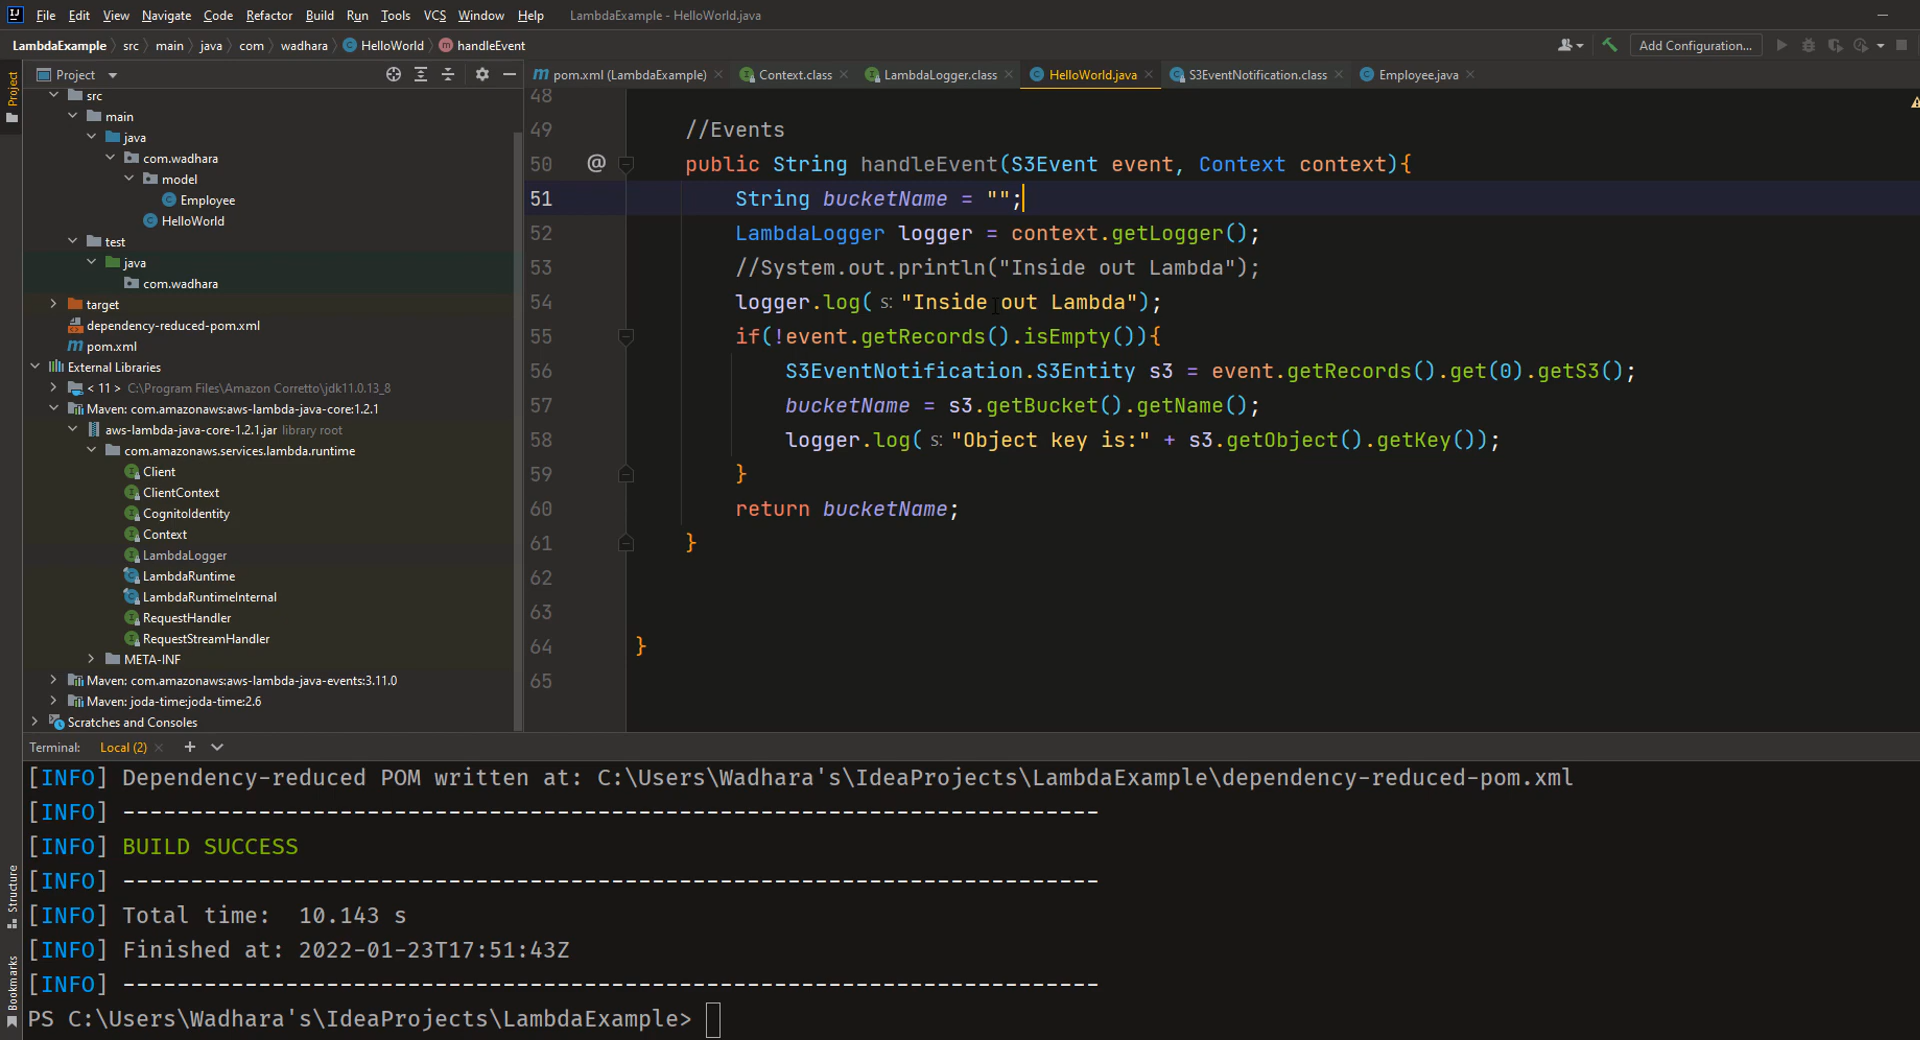 File Edit View Navigate Code Refactor Build Run Tools VCS Window Help LambdaExample - HelloWorld.java
LambdaExample src main java com wadhara HelloWorld handleEvent Add Configuration...
Project
Project
pom.xml (LambdaExample) Context.class LambdaLogger.class HelloWorld.java S3EventNotification.class Employee.java
src
main
java
com.wadhara
model
Employee
HelloWorld
test
java
com.wadhara
target
dependency-reduced-pom.xml
pom.xml
External Libraries
< 11 > C:\Program Files\Amazon Corretto\jdk11.0.13_8
Maven: com.amazonaws:aws-lambda-java-core:1.2.1
aws-lambda-java-core-1.2.1.jar library root
com.amazonaws.services.lambda.runtime
Client
ClientContext
CognitoIdentity
Context
LambdaLogger
LambdaRuntime
LambdaRuntimeInternal
RequestHandler
RequestStreamHandler
META-INF
Maven: com.amazonaws:aws-lambda-java-events:3.11.0
Maven: joda-time:joda-time:2.6
Scratches and Consoles
48
49 //Events
50 @ public String handleEvent(S3Event event, Context context){
51 String bucketName = "";
52 LambdaLogger logger = context.getLogger();
53 //System.out.println("Inside out Lambda");
54 logger.log( s: "Inside out Lambda");
55 if(!event.getRecords().isEmpty()){
56 S3EventNotification.S3Entity s3 = event.getRecords().get(0).getS3();
57 bucketName = s3.getBucket().getName();
58 logger.log( s: "Object key is:" + s3.getObject().getKey());
59 }
60 return bucketName;
61 }
62
63
64 }
65
Terminal: Local (2)
[INFO] Dependency-reduced POM written at: C:\Users\Wadhara's\IdeaProjects\LambdaExample\dependency-reduced-pom.xml
[INFO] ------------------------------------------------------------------------
[INFO] BUILD SUCCESS
[INFO] ------------------------------------------------------------------------
[INFO] Total time:  10.143 s
[INFO] Finished at: 2022-01-23T17:51:43Z
[INFO] ------------------------------------------------------------------------
PS C:\Users\Wadhara's\IdeaProjects\LambdaExample>
Structure
Bookmarks